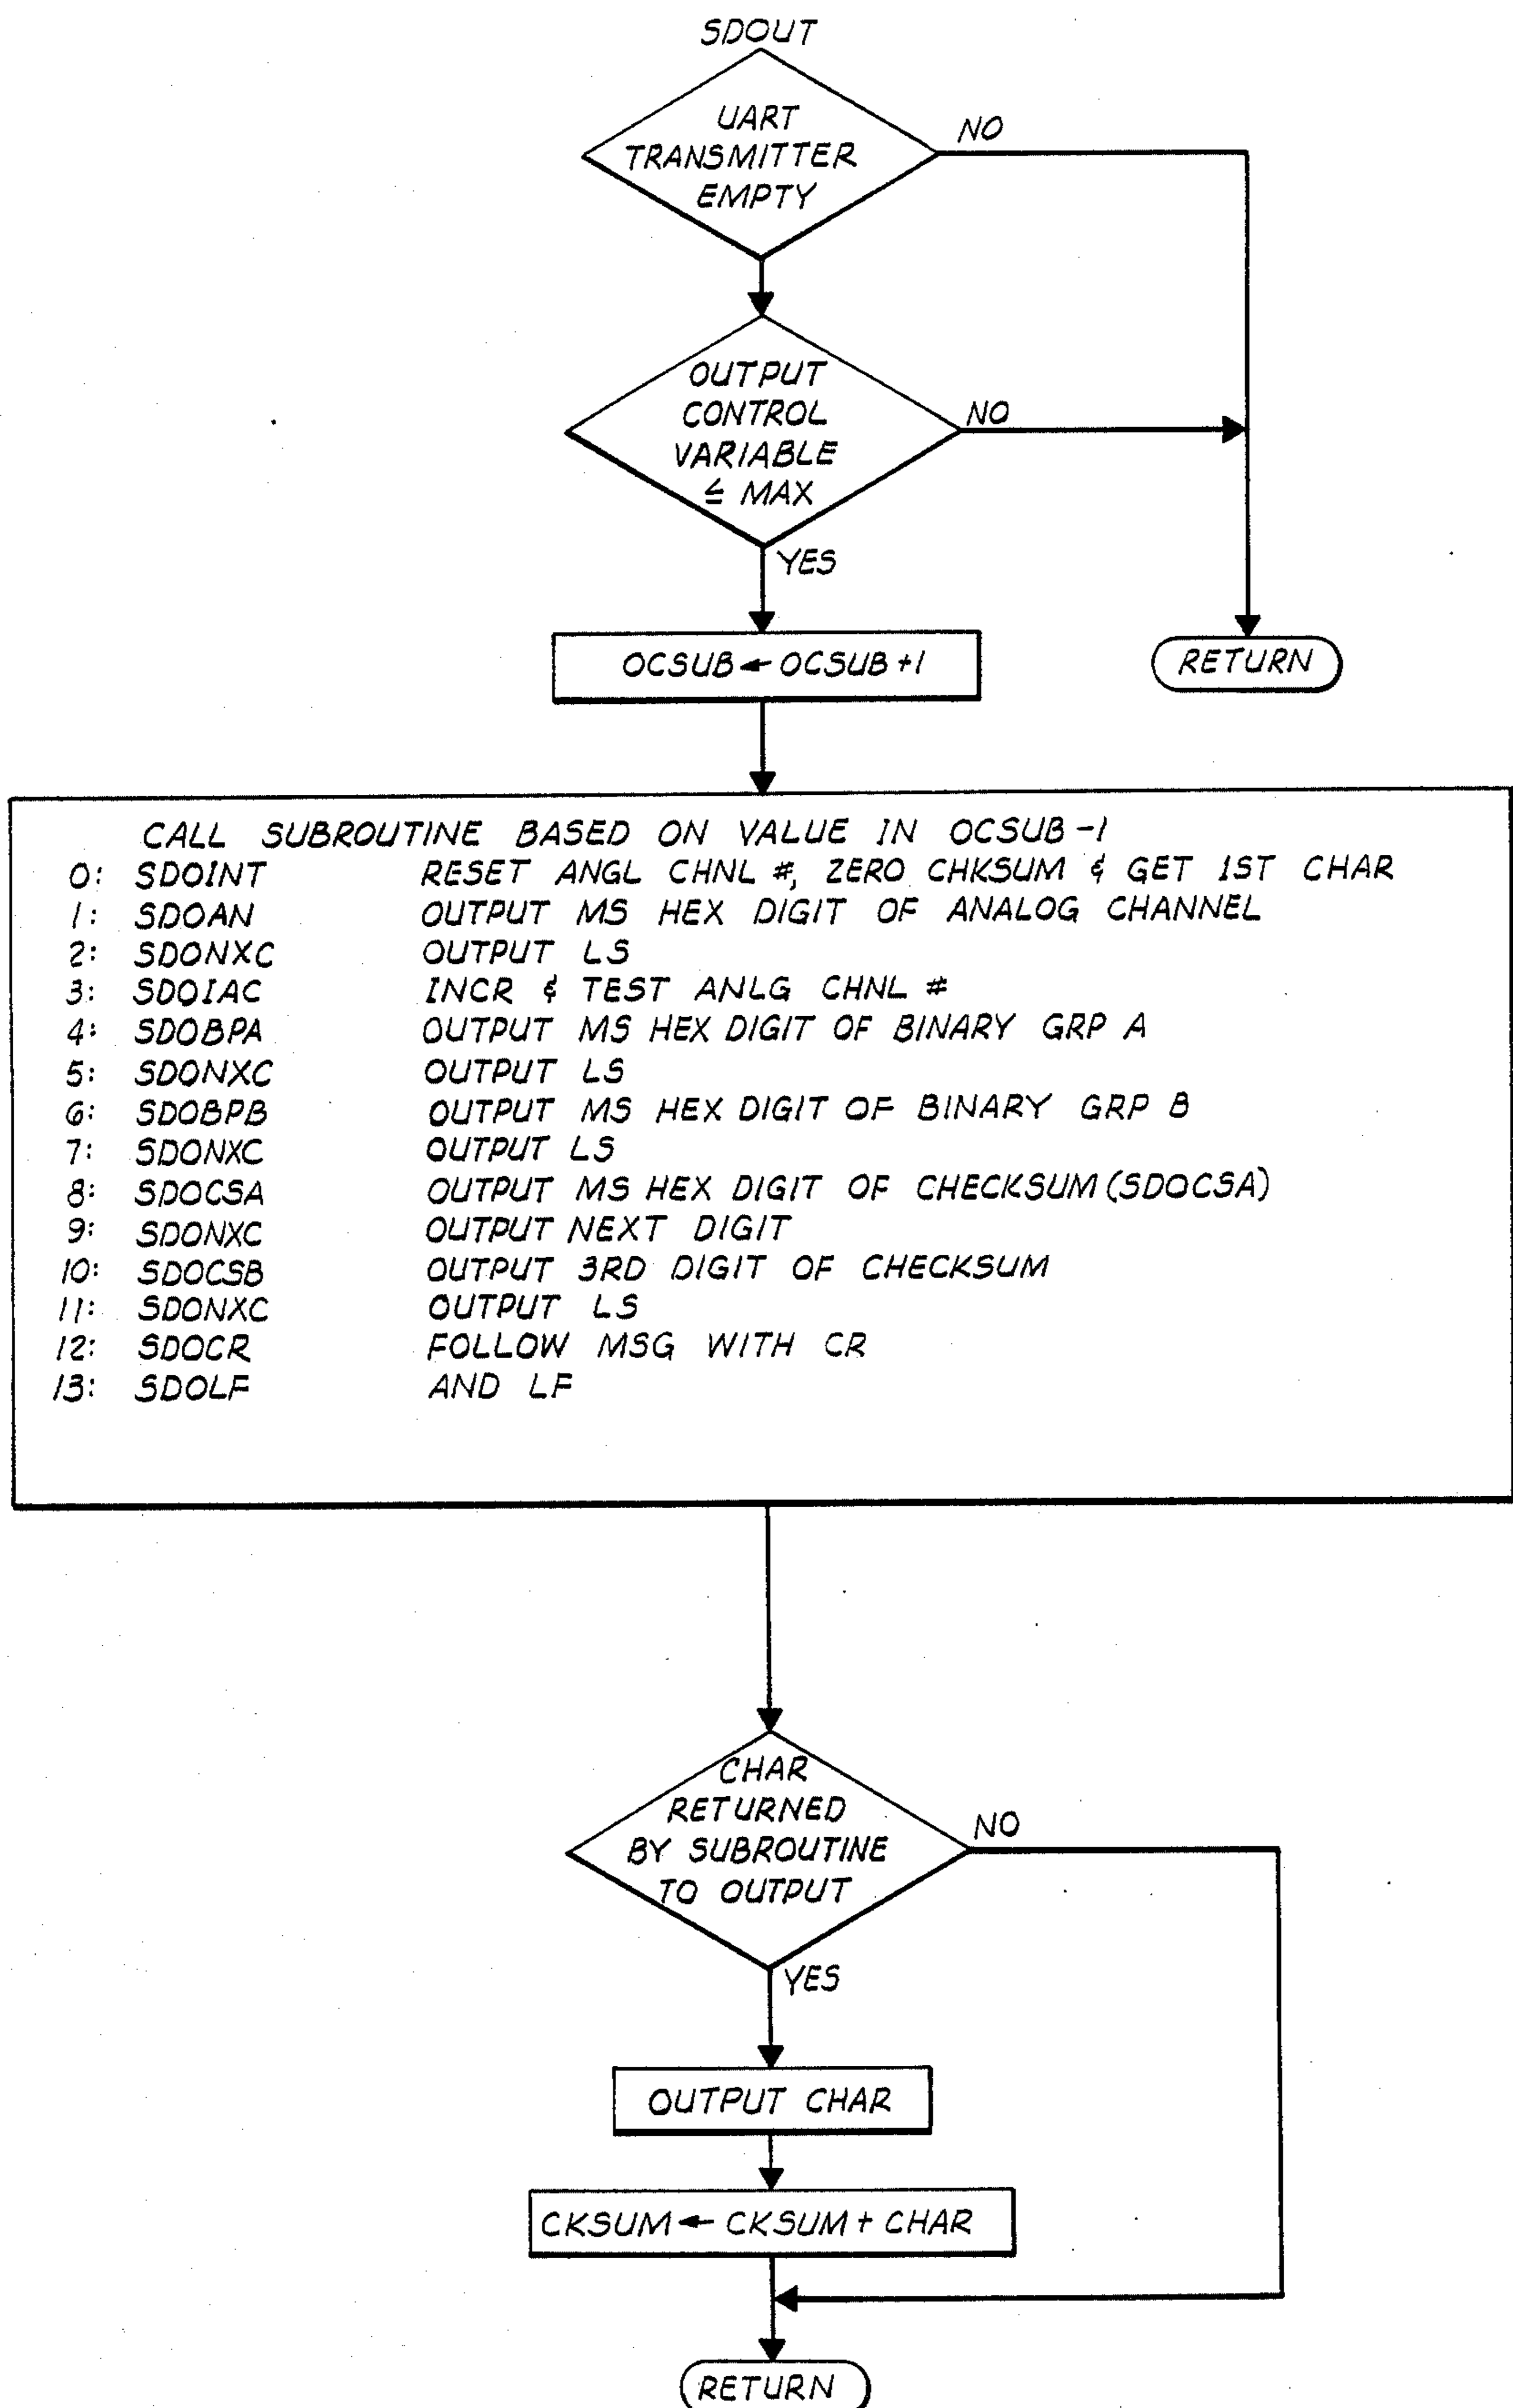 SDOUT
UART
TRANSMITTER
EMPTY
NO
OUTPUT
CONTROL
VARIABLE
≦ MAX
NO
YES
OCSUB ← OCSUB +1
RETURN
CALL SUBROUTINE BASED ON VALUE IN OCSUB -1
0: SDOINT RESET ANGL CHNL #, ZERO CHKSUM & GET 1ST CHAR
1: SDOAN OUTPUT MS HEX DIGIT OF ANALOG CHANNEL
2: SDONXC OUTPUT LS
3: SDOIAC INCR & TEST ANLG CHNL #
4: SDOBPA OUTPUT MS HEX DIGIT OF BINARY GRP A
5: SDONXC OUTPUT LS
6: SDOBPB OUTPUT MS HEX DIGIT OF BINARY GRP B
7: SDONXC OUTPUT LS
8: SDOCSA OUTPUT MS HEX DIGIT OF CHECKSUM (SDOCSA)
9: SDONXC OUTPUT NEXT DIGIT
10: SDOCSB OUTPUT 3RD DIGIT OF CHECKSUM
11: SDONXC OUTPUT LS
12: SDOCR FOLLOW MSG WITH CR
13: SDOLF AND LF
CHAR
RETURNED
BY SUBROUTINE
TO OUTPUT
NO
YES
OUTPUT CHAR
CKSUM ← CKSUM + CHAR
RETURN